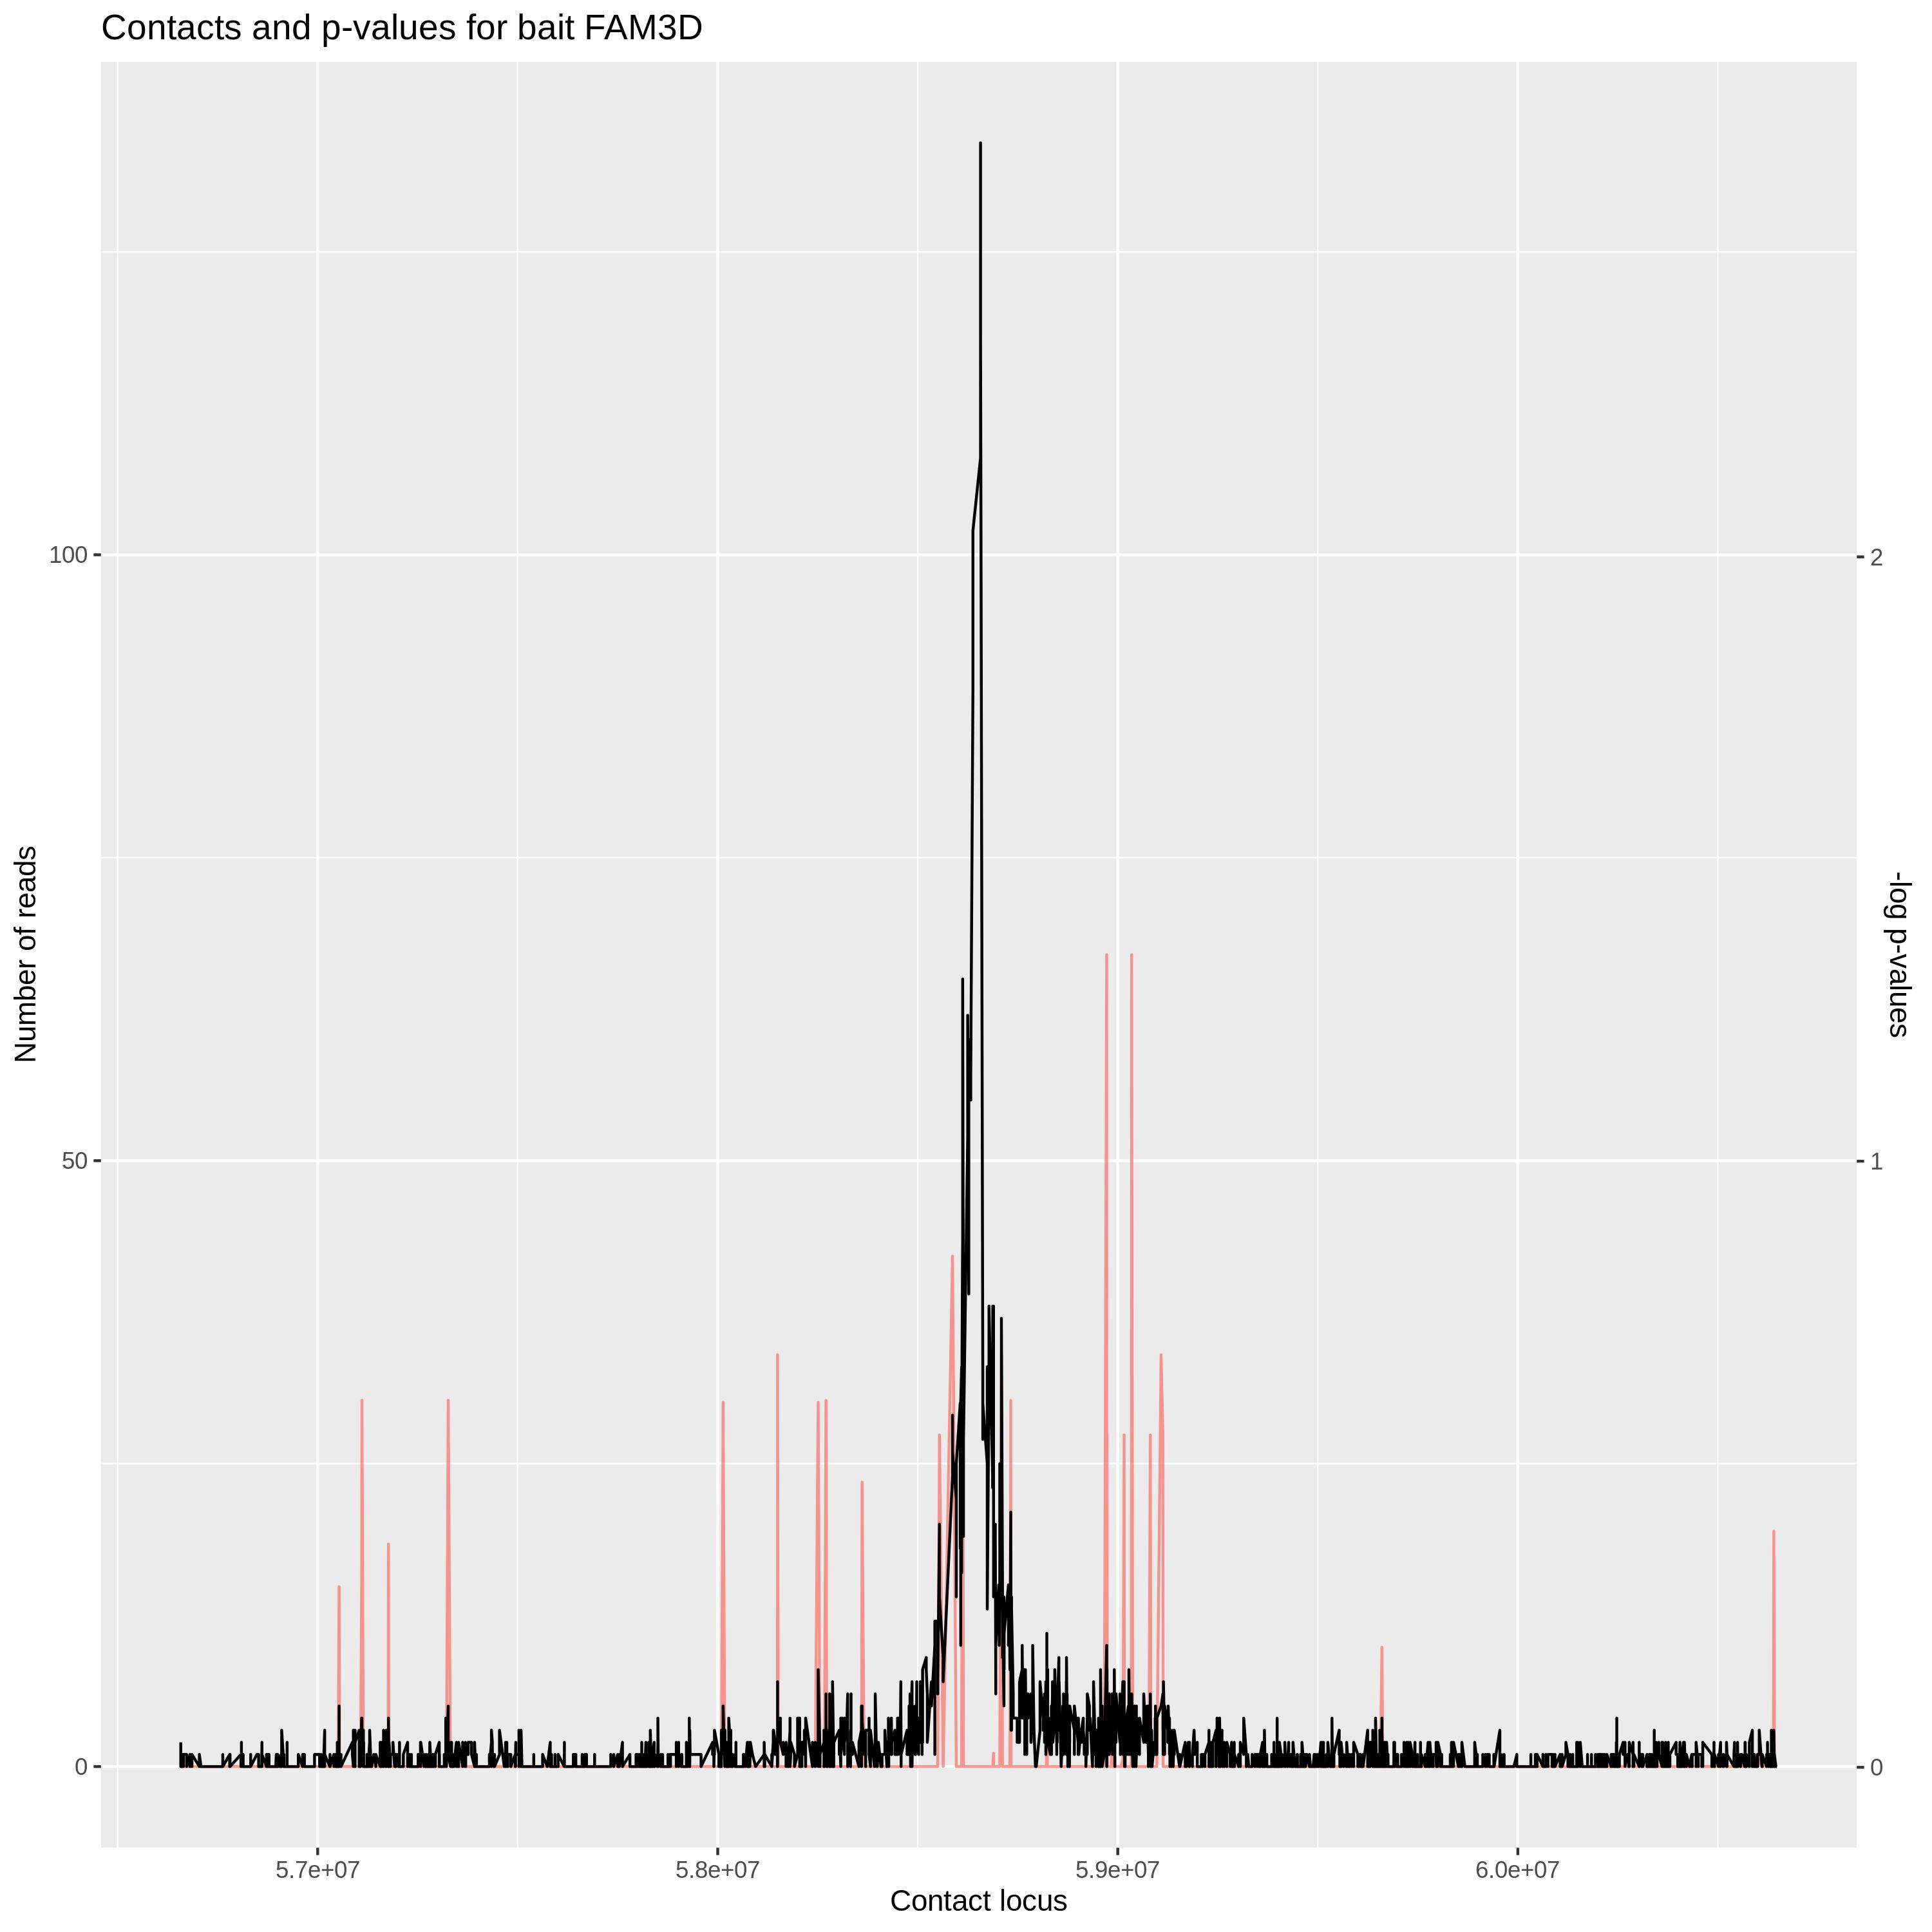 Contacts and p-values for bait FAM3D
Number of reads
100
50
0
2
1
0
-log p-values
5.7e+07
5.8e+07
5.9e+07
6.0e+07
Contact locus